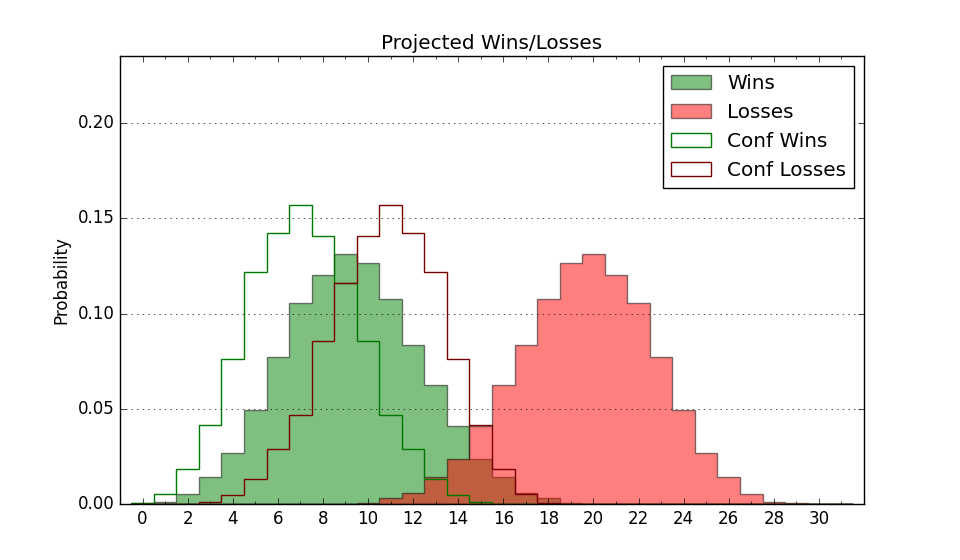 Projected Wins/Losses
Wins
Losses
Conf Wins
Conf Losses
Probability
0.20
0.15
0.10
0.05
0.00
0 2 4 6 8 10 12 14 16 18 20 22 24 26 28 30